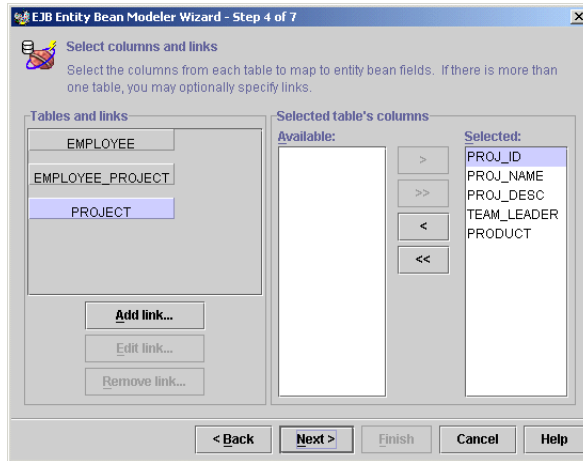 EJB Entity Bean Modeler Wizard - Step 4 of 7
Select columns and links
Select the columns from each table to map to entity bean fields. If there is more than
one table, you may optionally specify links.
Tables and links
EMPLOYEE
EMPLOYEE_PROJECT
PROJECT
Add link...
Edit link...
Remove link...
Selected table's columns
Available:
>
>>
<
<<
Selected:
PROJ_ID
PROJ_NAME
PROJ_DESC
TEAM_LEADER
PRODUCT
< Back
Next >
Finish
Cancel
Help